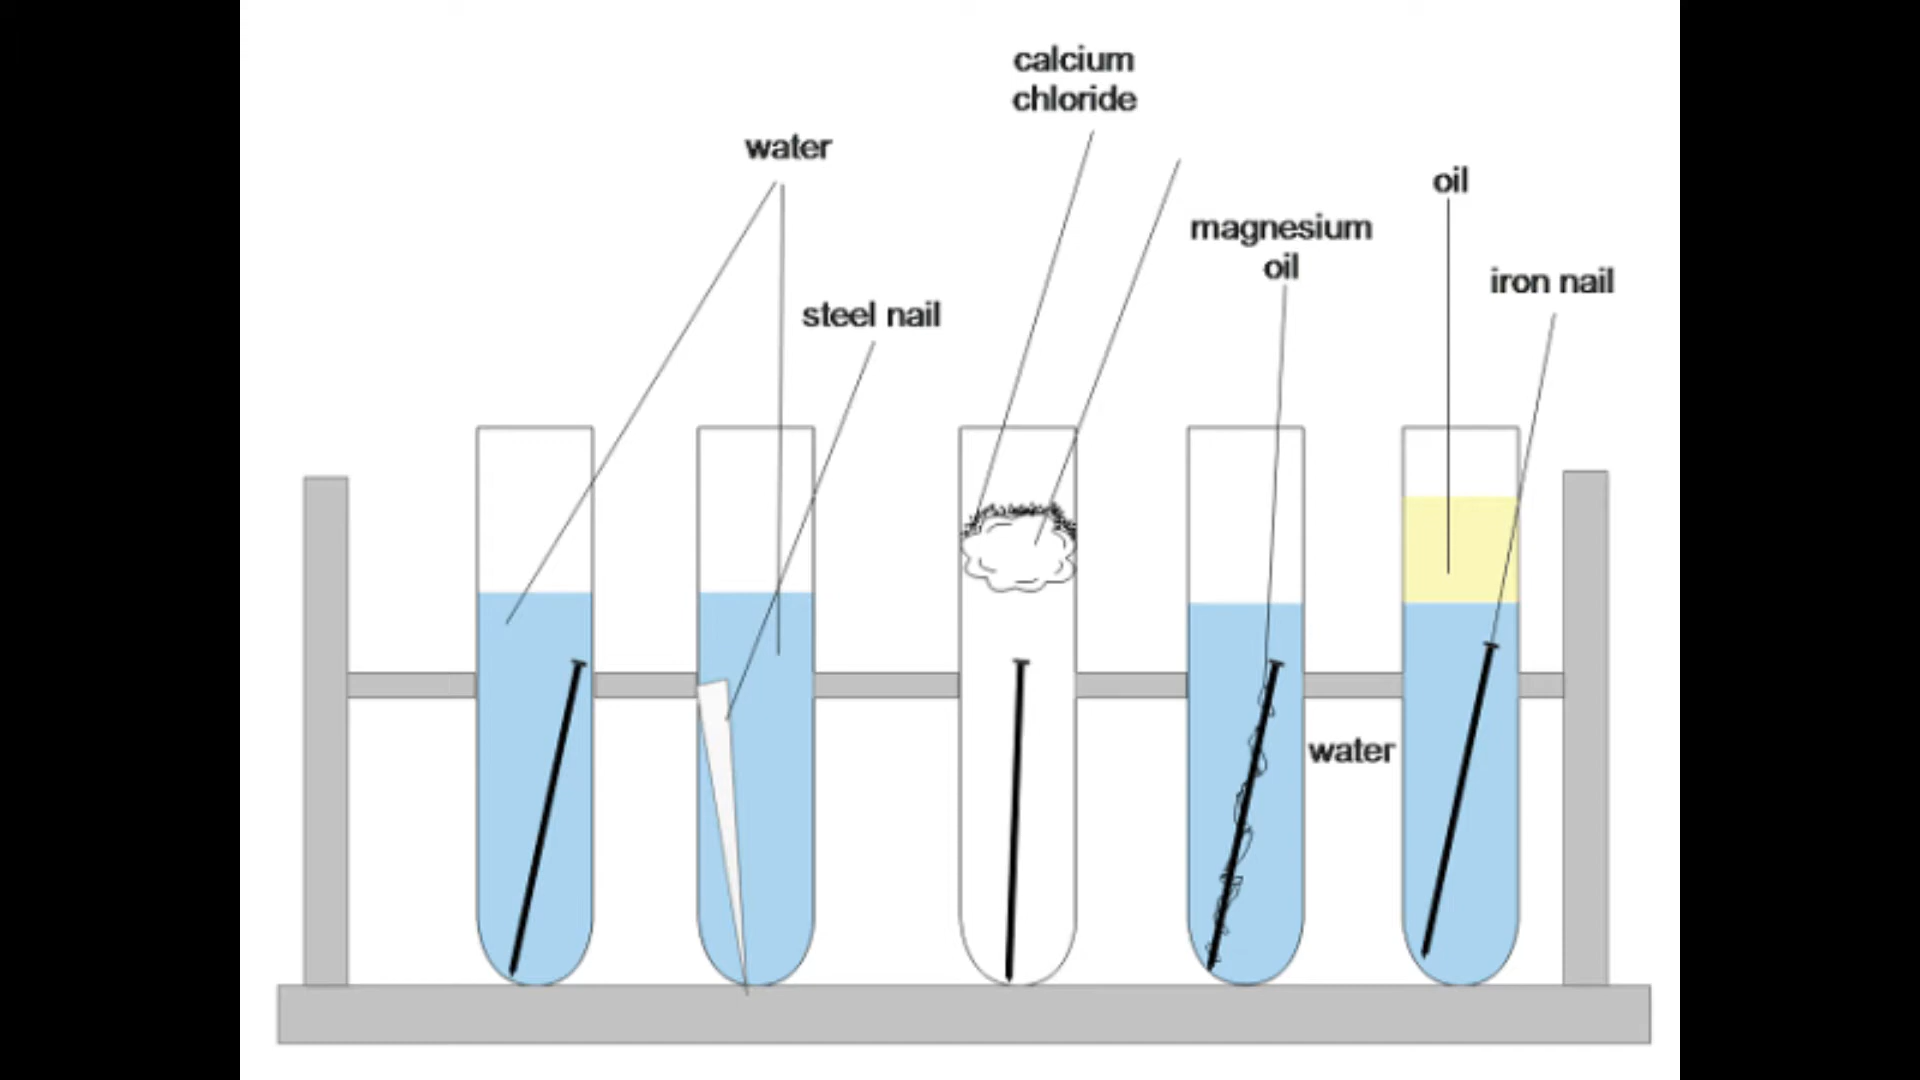 calcium
chloride
water
oil
magnesium
oil
iron nail
steel nail
water